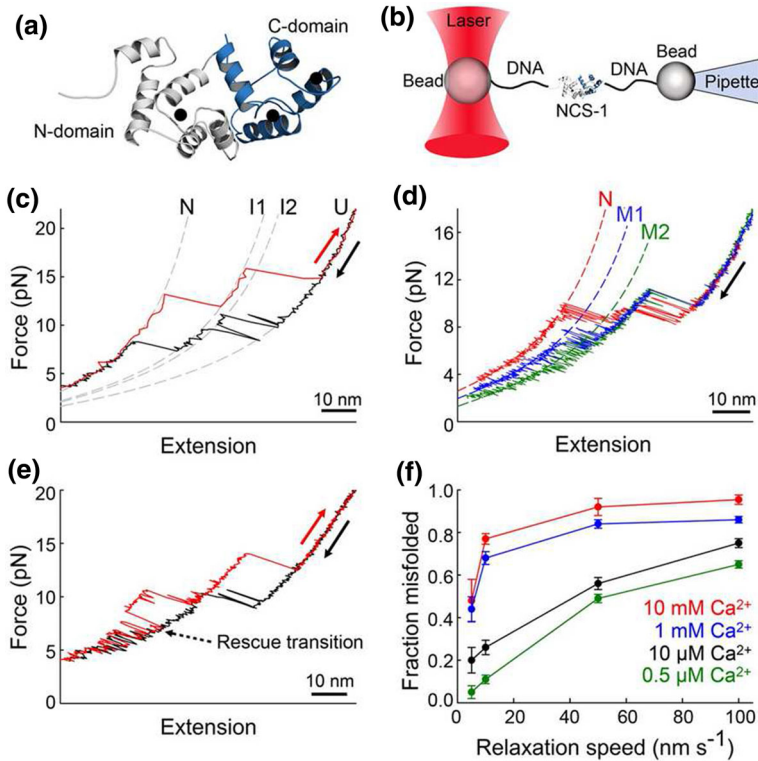 (a)
C-domain
N-domain
(b)
Laser
Bead
DNA
NCS-1
DNA
Bead
Pipette
(c)
N
I1
I2
U
20
15
10
5
0
Force (pN)
10 nm
Extension
(d)
N
M1
M2
16
12
8
4
0
Force (pN)
10 nm
Extension
(e)
20
15
10
5
0
Force (pN)
Rescue transition
10 nm
Extension
(f)
1.0
0.8
0.6
0.4
0.2
0.0
Fraction misfolded
10 mM Ca²⁺
1 mM Ca²⁺
10 µM Ca²⁺
0.5 µM Ca²⁺
0 20 40 60 80 100
Relaxation speed (nm s⁻¹)